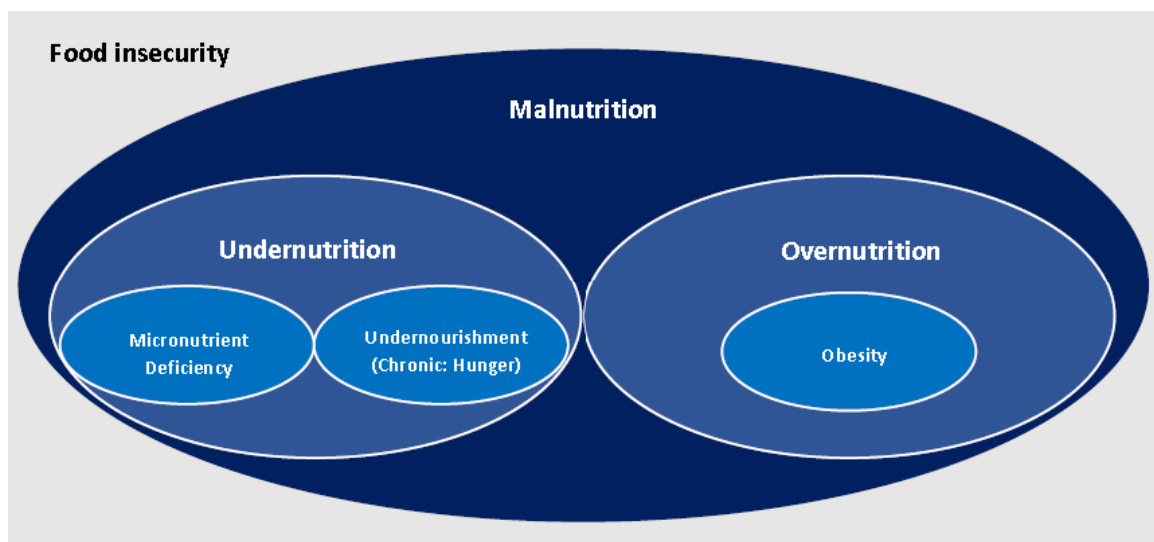 Food insecurity
Malnutrition
Undernutrition
Overnutrition
Micronutrient
Deficiency
Undernourishment
(Chronic: Hunger)
Obesity